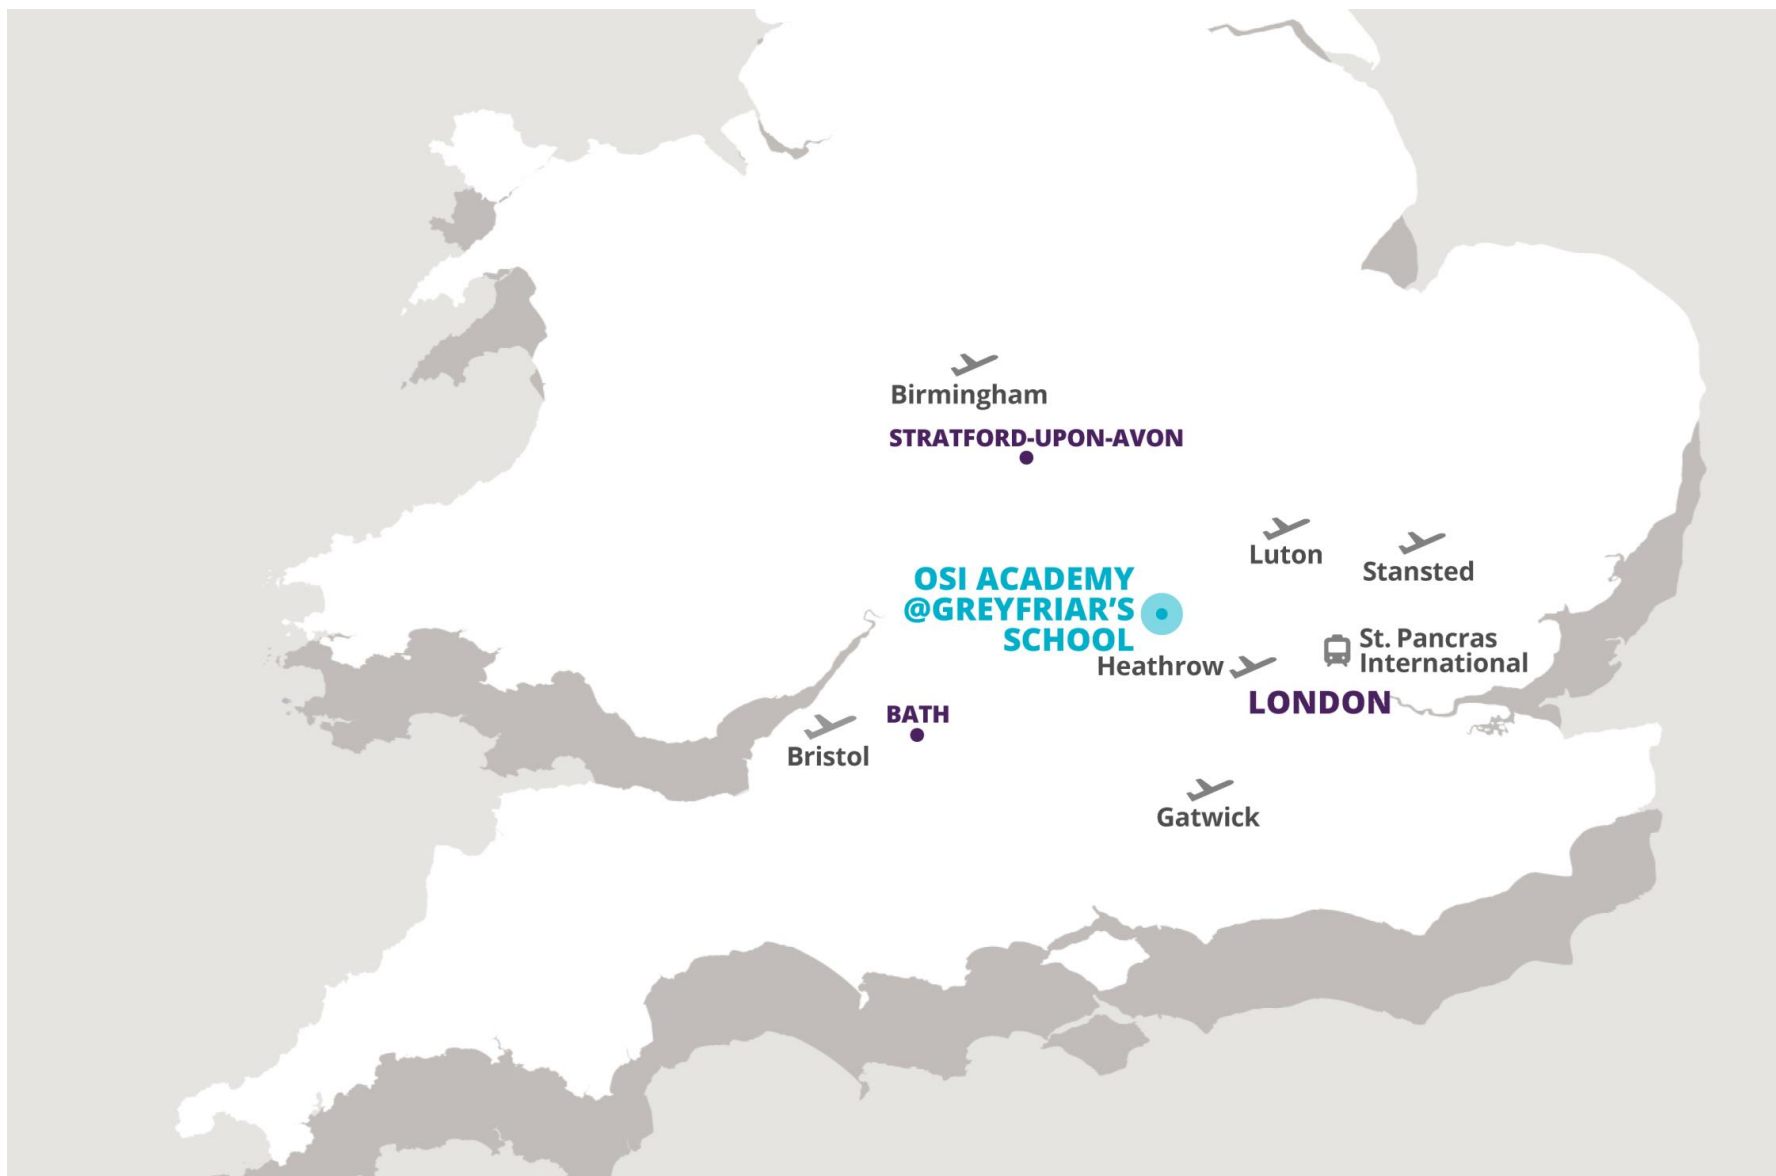 Birmingham
STRATFORD-UPON-AVON
Luton
Stansted
OSI ACADEMY
@GREYFRIAR’S
SCHOOL
St. Pancras
International
Heathrow
LONDON
BATH
Bristol
Gatwick